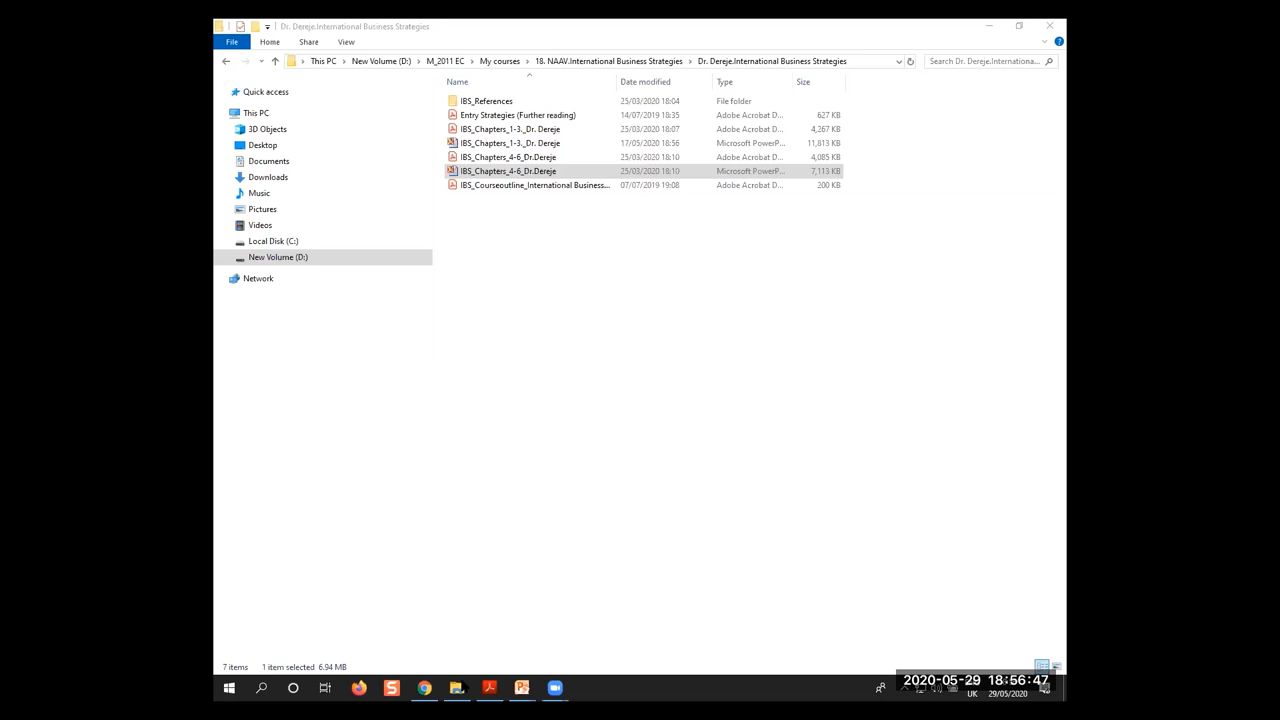 Dr. Dereje.International Business Strategies
File Home Share View
This PC New Volume (D:) M_2011 EC My courses 18. NAAV.International Business Strategies Dr. Dereje.International Business Strategies Search Dr. Dereje.Internationa...
Name Date modified Type Size
Quick access
This PC
3D Objects
Desktop
Documents
Downloads
Music
Pictures
Videos
Local Disk (C:)
New Volume (D:)
Network
IBS_References 25/03/2020 18:04 File folder
Entry Strategies (Further reading) 14/07/2019 18:35 Adobe Acrobat D... 627 KB
IBS_Chapters_1-3._Dr. Dereje 25/03/2020 18:07 Adobe Acrobat D... 4,267 KB
IBS_Chapters_1-3._Dr. Dereje 17/05/2020 18:56 Microsoft PowerP... 11,813 KB
IBS_Chapters_4-6_Dr.Dereje 25/03/2020 18:10 Adobe Acrobat D... 4,085 KB
IBS_Chapters_4-6_Dr.Dereje 25/03/2020 18:10 Microsoft PowerP... 7,113 KB
IBS_Courseoutline_International Business... 07/07/2019 19:08 Adobe Acrobat D... 200 KB
7 items 1 item selected 6.94 MB
2020-05-29 18:56:47
UK 29/05/2020